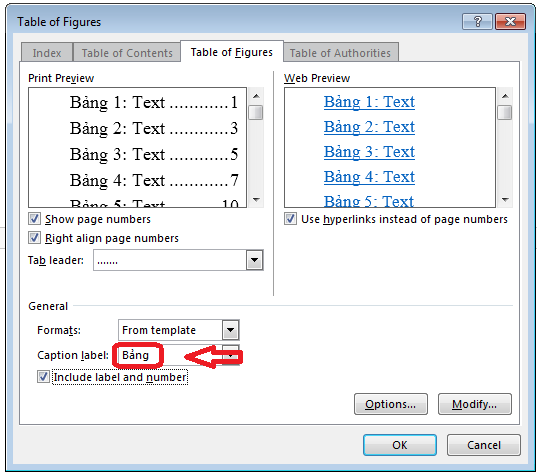 Table of Figures
Index Table of Contents Table of Figures Table of Authorities
Print Preview
Bảng 1: Text ............ 1
Bảng 2: Text ............ 3
Bảng 3: Text ............ 5
Bảng 4: Text ............ 7
Bảng 5: Text .......... 10
Show page numbers
Right align page numbers
Tab leader: .......
Web Preview
Bảng 1: Text
Bảng 2: Text
Bảng 3: Text
Bảng 4: Text
Bảng 5: Text
Use hyperlinks instead of page numbers
General
Formats: From template
Caption label: Bảng
Include label and number
Options... Modify...
OK Cancel